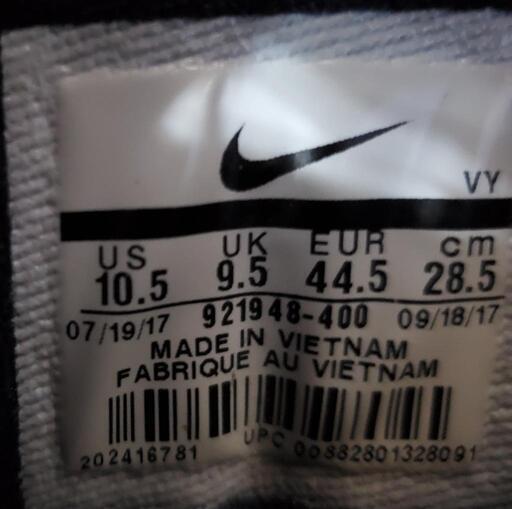 VY
US UK EUR cm
10.5 9.5 44.5 28.5
07/19/17 921948-400 09/18/17
MADE IN VIETNAM
FABRIQUE AU VIETNAM
202416781 UPC 00882801328091